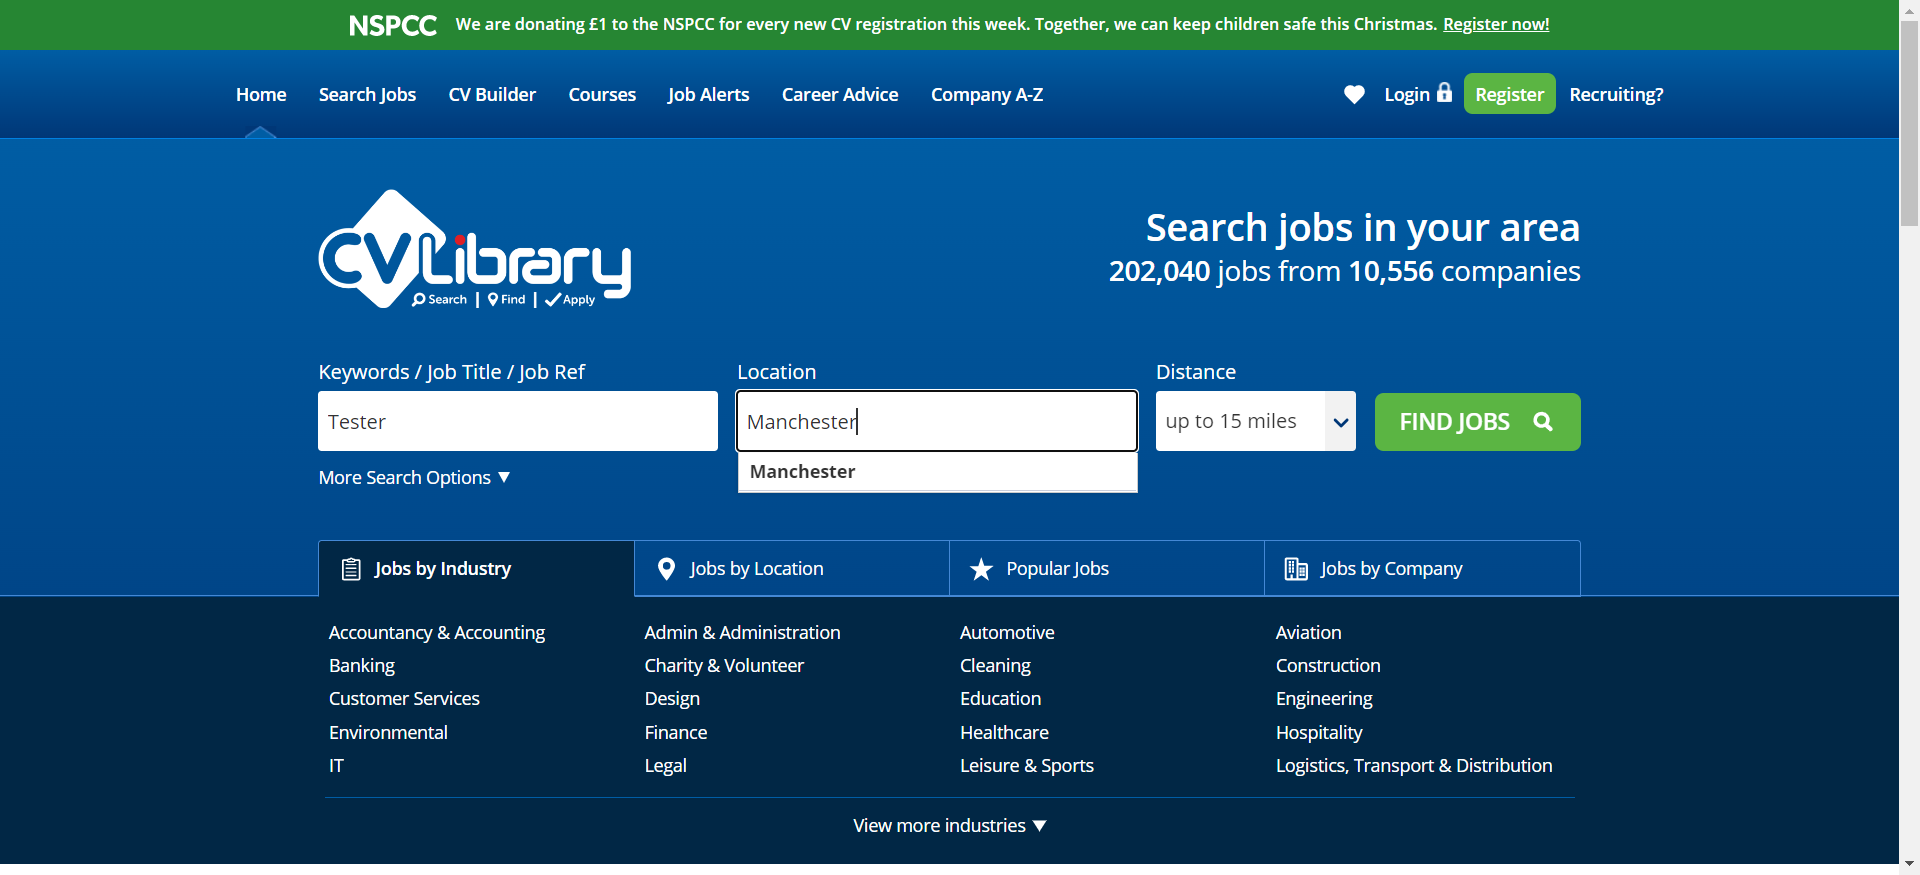 NSPCC We are donating £1 to the NSPCC for every new CV registration this week. Together, we can keep children safe this Christmas. Register now!
Home Search Jobs CV Builder Courses Job Alerts Career Advice Company A-Z Login Register Recruiting?
CV Library
Search | Find | Apply
Search jobs in your area
202,040 jobs from 10,556 companies
Keywords / Job Title / Job Ref Location Distance
Tester Manchester up to 15 miles FIND JOBS
Manchester
More Search Options
Jobs by Industry Jobs by Location Popular Jobs Jobs by Company
Accountancy & Accounting Admin & Administration Automotive Aviation
Banking Charity & Volunteer Cleaning Construction
Customer Services Design Education Engineering
Environmental Finance Healthcare Hospitality
IT Legal Leisure & Sports Logistics, Transport & Distribution
View more industries